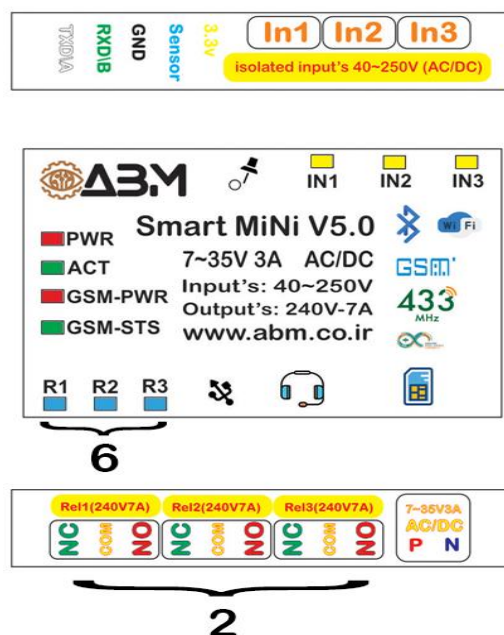 TXD\A RXD\B GND Sensor 3.3v
In1 In2 In3
isolated input's 40~250V (AC/DC)
ABM
IN1 IN2 IN3
Smart MiNi V5.0
PWR
ACT
GSM-PWR
GSM-STS
7~35V 3A AC/DC
Input's: 40~250V
Output's: 240V-7A
www.abm.co.ir
Wi Fi
GSM
433
MHz
R1 R2 R3
6
Rel1(240V7A) Rel2(240V7A) Rel3(240V7A)
NC COM NO NC COM NO NC COM NO
7~35V3A
AC/DC
P N
2